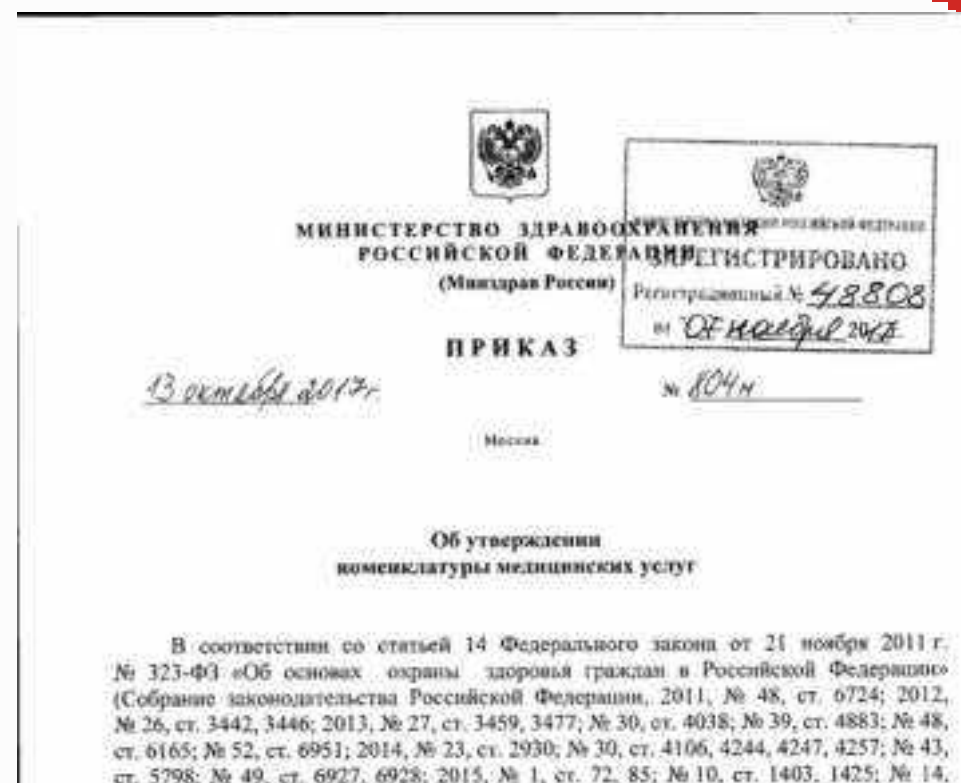 МИНИСТЕРСТВО ЗДРАВООХРАНЕНИЯ
РОССИЙСКОЙ ФЕДЕРАЦИИ
(Минздрав России)
ЗАРЕГИСТРИРОВАНО
Регистрационный № 48808
от 07 ноября 2017
ПРИКАЗ
13 октября 2017г.
№ 804н
Москва
Об утверждении
номенклатуры медицинских услуг
В соответствии со статьей 14 Федерального закона от 21 ноября 2011 г.
№ 323-ФЗ «Об основах охраны здоровья граждан в Российской Федерации»
(Собрание законодательства Российской Федерации, 2011, № 48, ст. 6724; 2012,
№ 26, ст. 3442, 3446; 2013, № 27, ст. 3459, 3477; № 30, ст. 4038; № 39, ст. 4883; № 48,
ст. 6165; № 52, ст. 6951; 2014, № 23, ст. 2930; № 30, ст. 4106, 4244, 4247, 4257; № 43,
ст. 5798; № 49, ст. 6927, 6928; 2015, № 1, ст. 72, 85; № 10, ст. 1403, 1425; № 14,